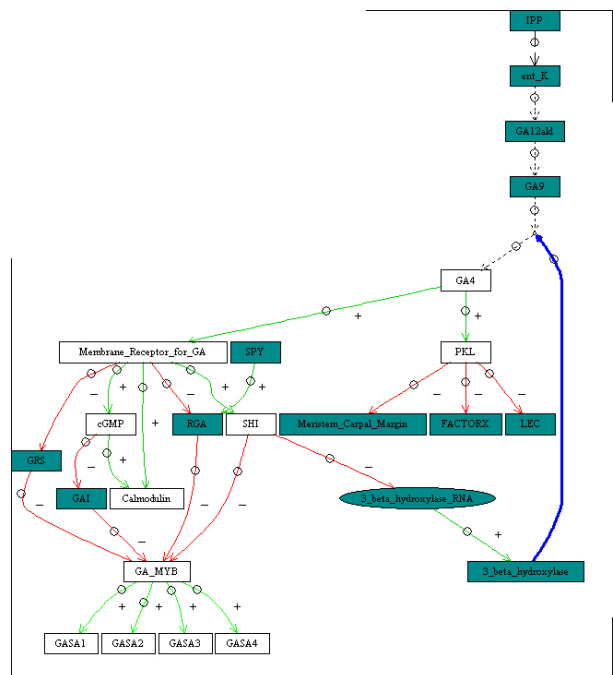 IPP
ent_K
GA12ald
GA9
A
GA4
+
+
Membrane_Receptor_for_GA
SPY
PKL
− + − + +
− − −
cGMP
+
RGA
SHI
Meristem_Carpal_Margin
FACTORX
LEC
GRS
−
+
−
GAI
Calmodulin
3_beta_hydroxylase_RNA
−
−
−
−
+
GA_MYB
3_beta_hydroxylase
+ + + +
GASA1
GASA2
GASA3
GASA4